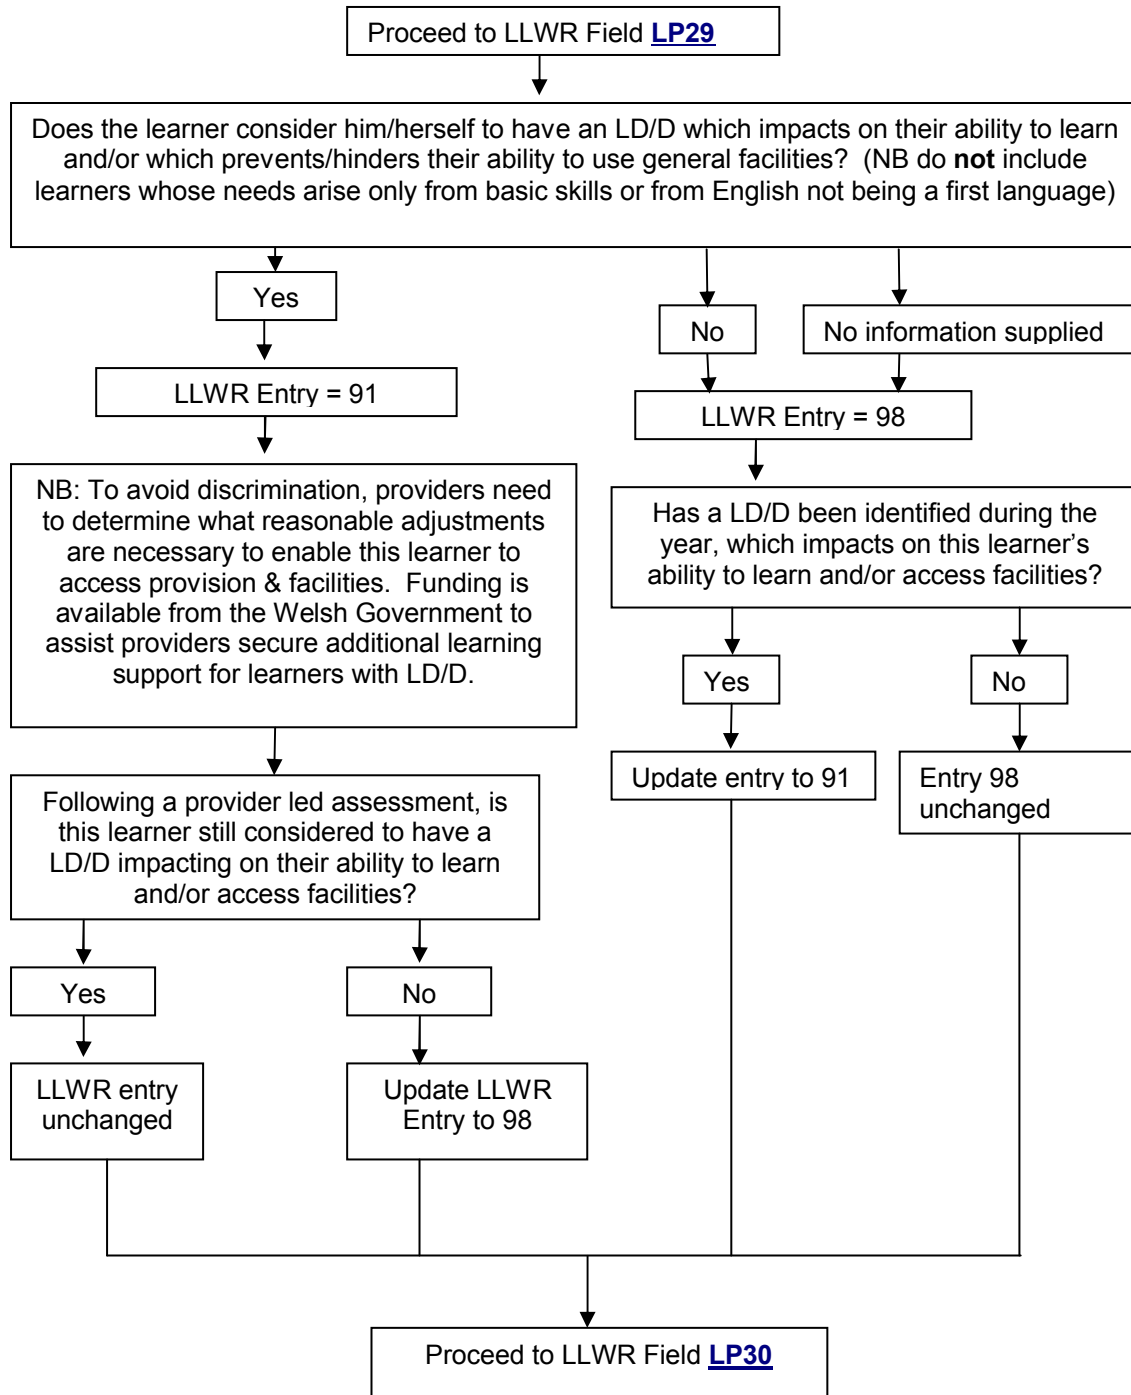 Proceed to LLWR Field LP29
Does the learner consider him/herself to have an LD/D which impacts on their ability to learn
and/or which prevents/hinders their ability to use general facilities? (NB do not include
learners whose needs arise only from basic skills or from English not being a first language)
Yes
No
No information supplied
LLWR Entry = 91
LLWR Entry = 98
NB: To avoid discrimination, providers need
to determine what reasonable adjustments
are necessary to enable this learner to
access provision & facilities. Funding is
available from the Welsh Government to
assist providers secure additional learning
support for learners with LD/D.
Has a LD/D been identified during the
year, which impacts on this learner's
ability to learn and/or access facilities?
Yes
No
Update entry to 91
Entry 98
unchanged
Following a provider led assessment, is
this learner still considered to have a
LD/D impacting on their ability to learn
and/or access facilities?
Yes
No
LLWR entry
unchanged
Update LLWR
Entry to 98
Proceed to LLWR Field LP30